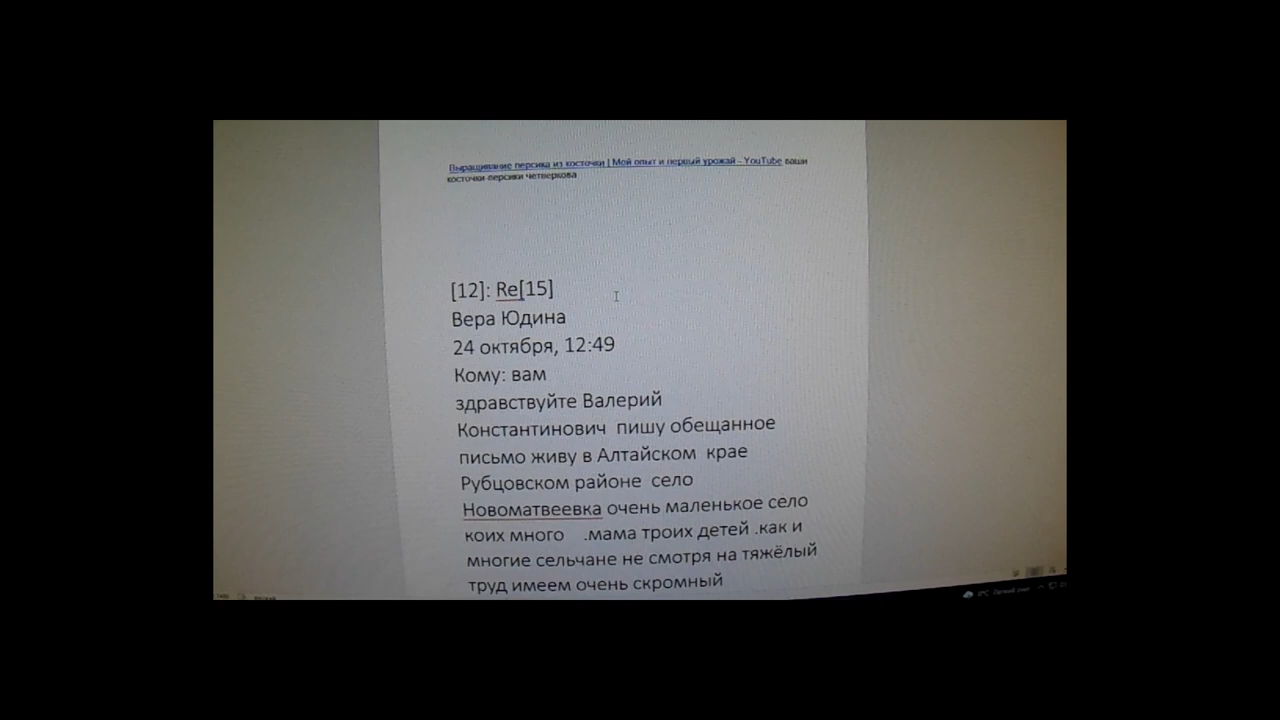 Выращивание персика из косточки | Мой опыт и первый урожай - YouTube ваши
косточки персики четверкова
[12]: Re[15]
Вера Юдина
24 октября, 12:49
Кому: вам
здравствуйте Валерий
Константинович пишу обещанное
письмо живу в Алтайском крае
Рубцовском районе село
Новоматвеевка очень маленькое село
коих много .мама троих детей .как и
многие сельчане не смотря на тяжёлый
труд имеем очень скромный